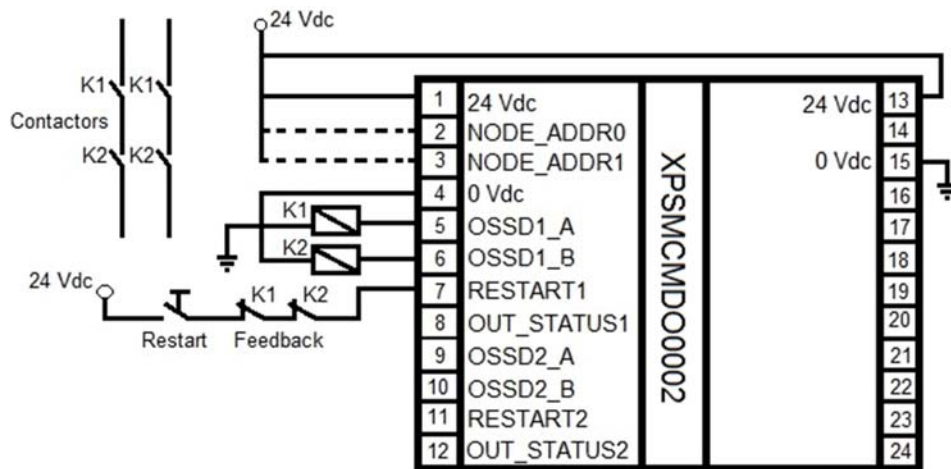 24 Vdc
K1 K1
Contactors
K2 K2
1 24 Vdc
2 NODE_ADDR0
3 NODE_ADDR1
4 0 Vdc
K1
5 OSSD1_A
K2
6 OSSD1_B
24 Vdc
K1 K2
7 RESTART1
Restart Feedback
8 OUT_STATUS1
9 OSSD2_A
10 OSSD2_B
11 RESTART2
12 OUT_STATUS2
XPSMCMDO0002
24 Vdc 13
14
0 Vdc 15
16
17
18
19
20
21
22
23
24